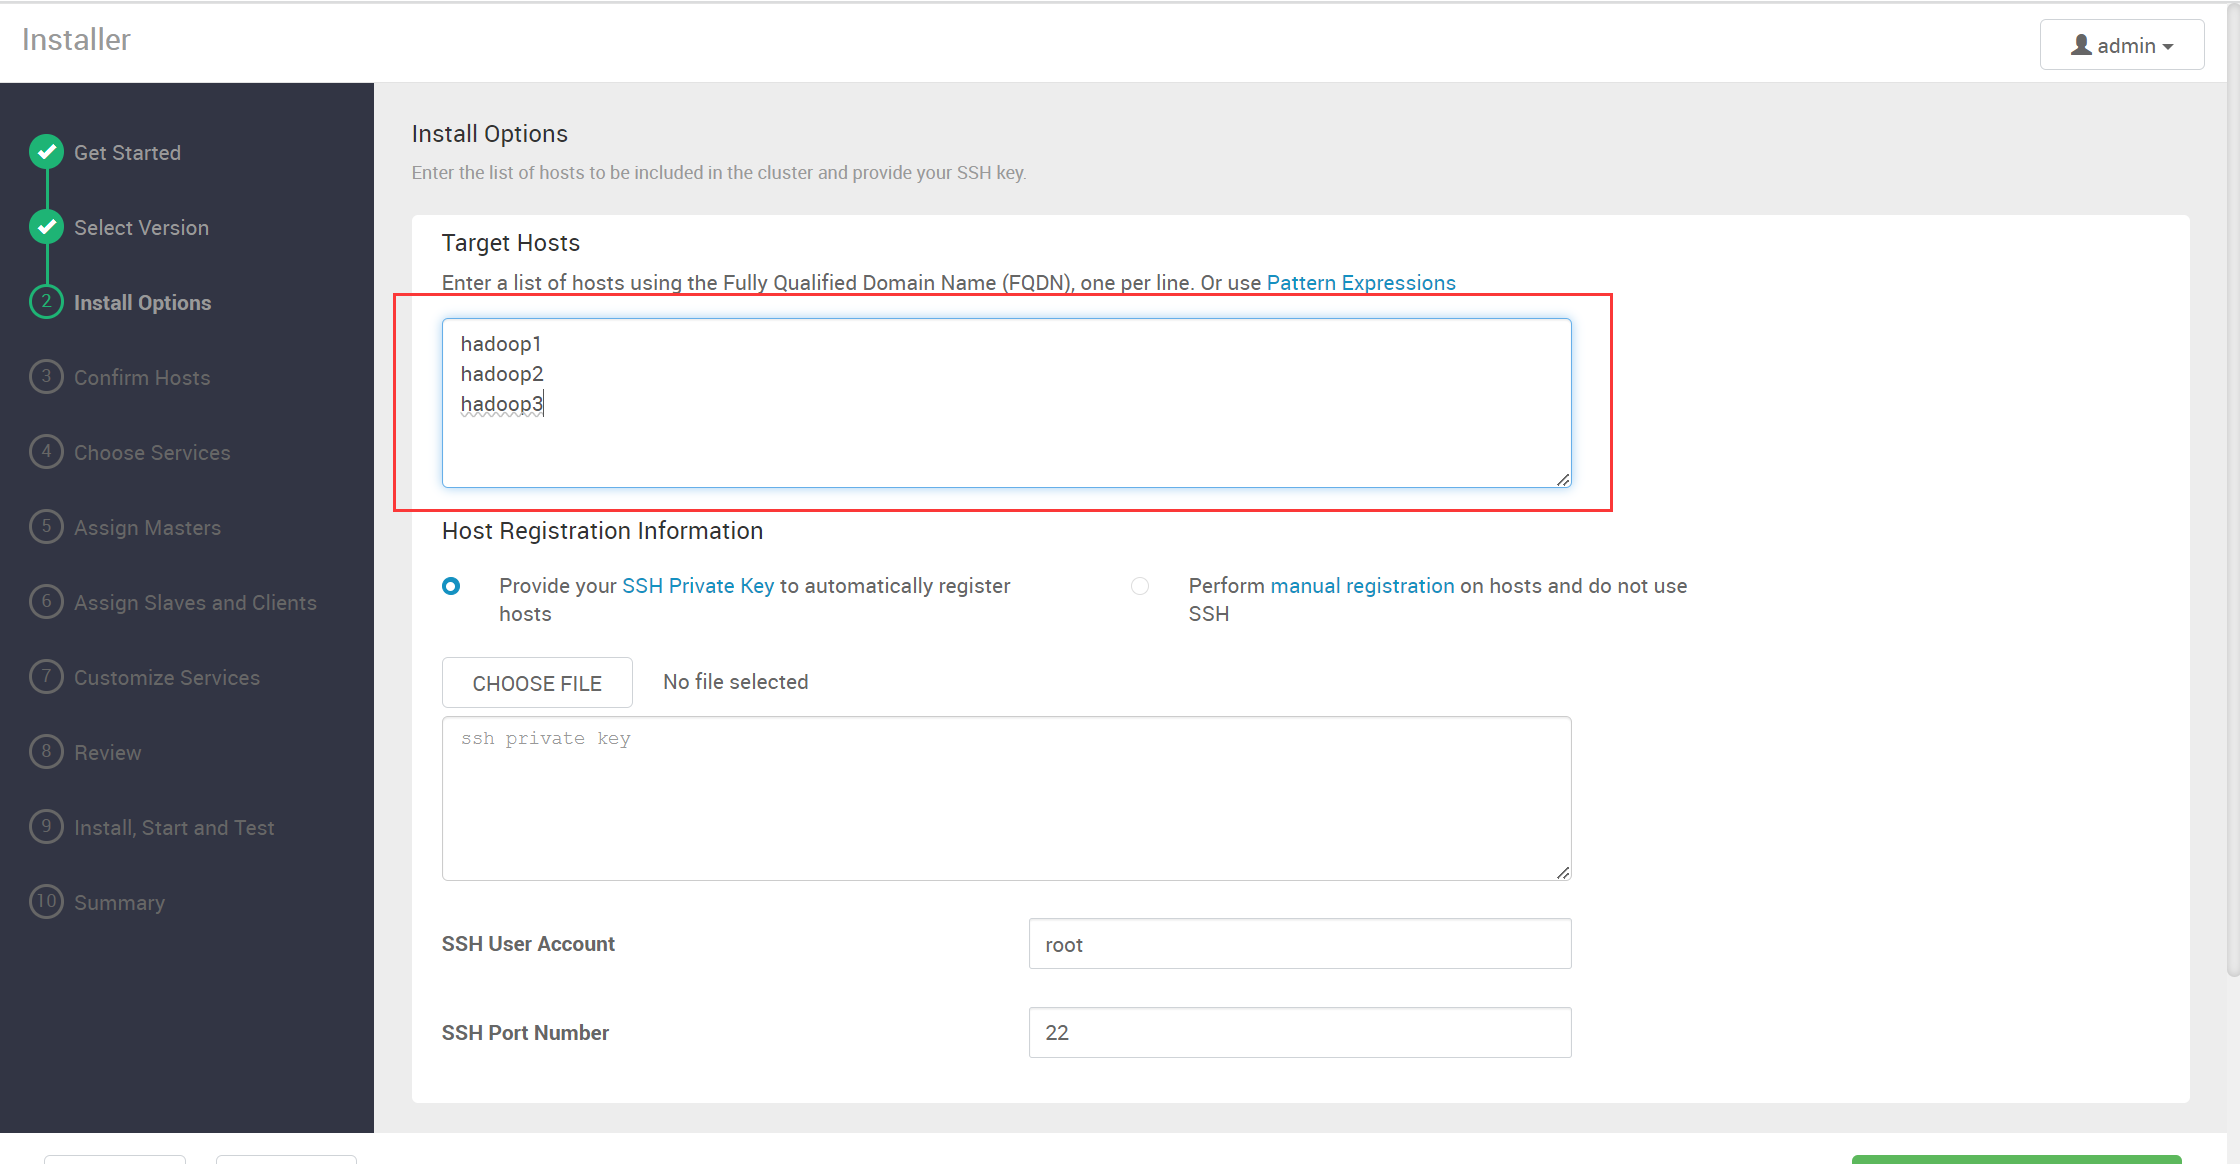 Installer
admin
Get Started
Select Version
2 Install Options
3 Confirm Hosts
4 Choose Services
5 Assign Masters
6 Assign Slaves and Clients
7 Customize Services
8 Review
9 Install, Start and Test
10 Summary
Install Options
Enter the list of hosts to be included in the cluster and provide your SSH key.
Target Hosts
Enter a list of hosts using the Fully Qualified Domain Name (FQDN), one per line. Or use Pattern Expressions
hadoop1
hadoop2
hadoop3
Host Registration Information
Provide your SSH Private Key to automatically register
hosts
Perform manual registration on hosts and do not use
SSH
CHOOSE FILE No file selected
ssh private key
SSH User Account root
SSH Port Number 22